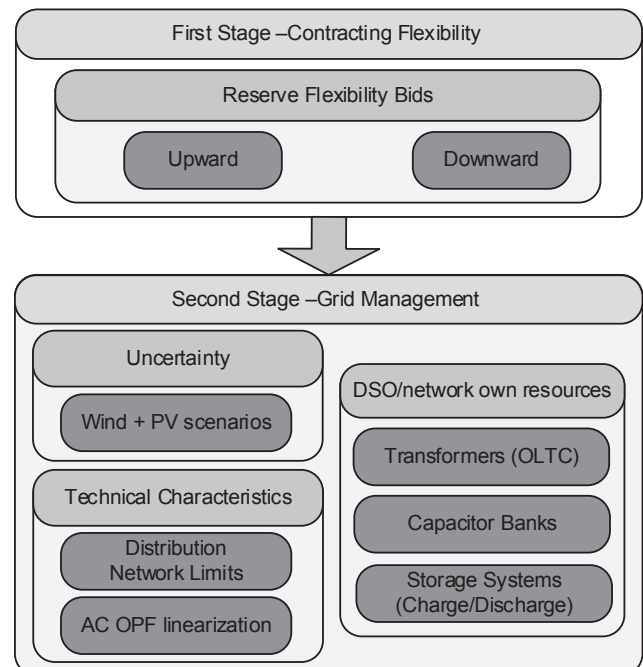 First Stage –Contracting Flexibility
Reserve Flexibility Bids
Upward
Downward
Second Stage –Grid Management
Uncertainty
Wind + PV scenarios
Technical Characteristics
Distribution
Network Limits
AC OPF linearization
DSO/network own resources
Transformers (OLTC)
Capacitor Banks
Storage Systems
(Charge/Discharge)